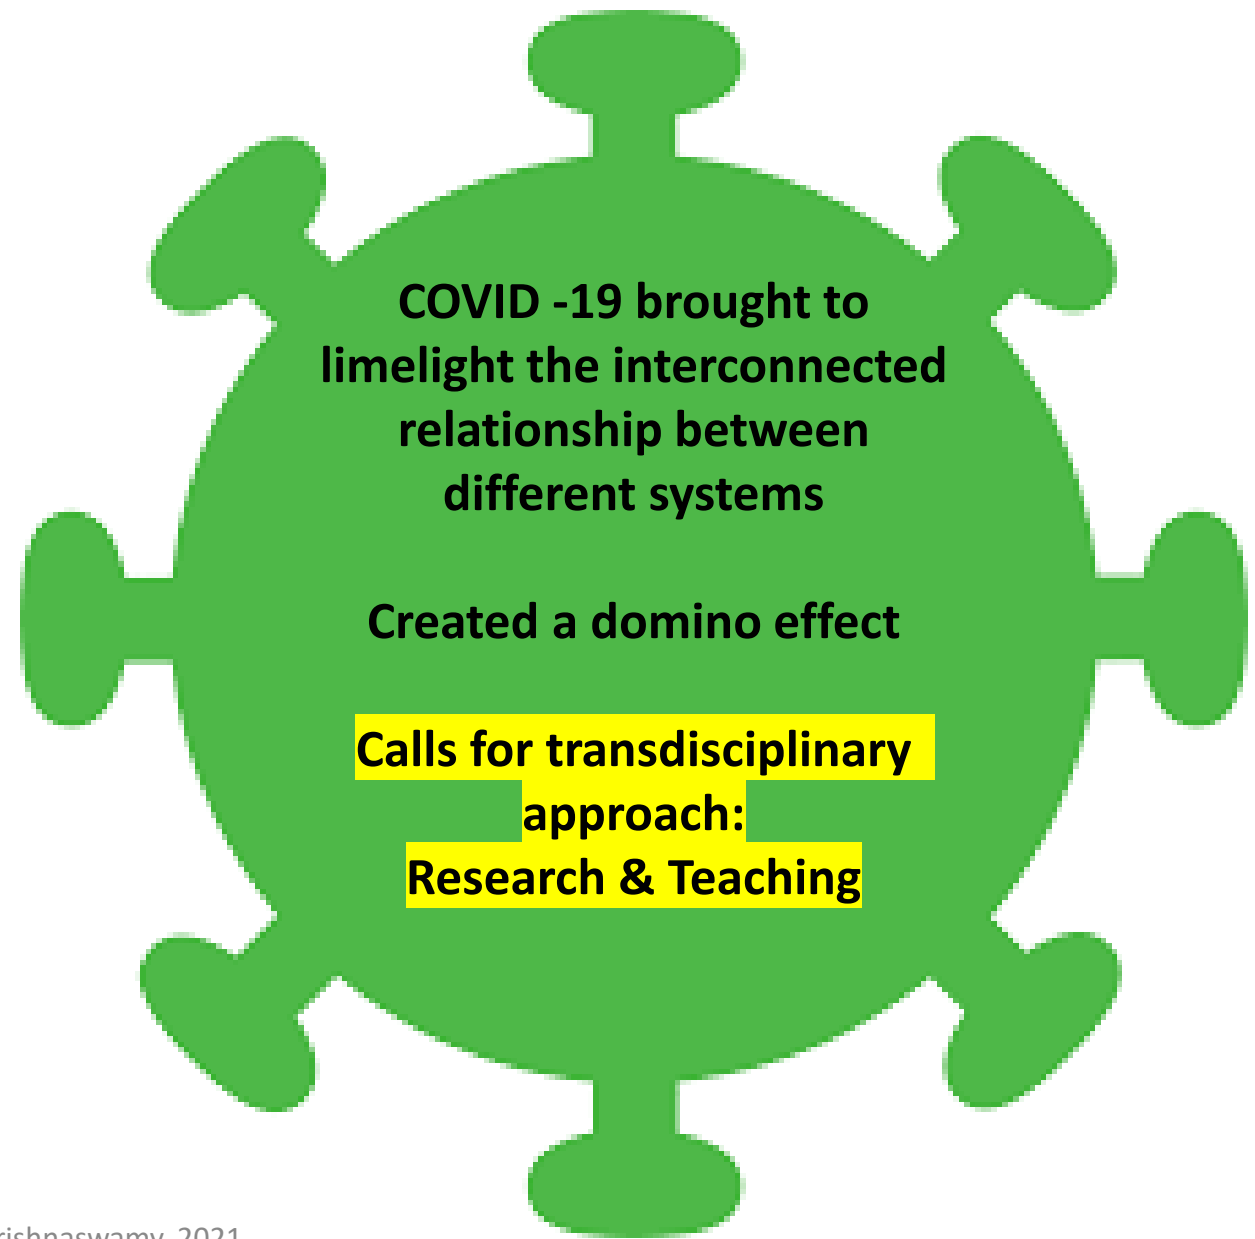 COVID -19 brought to
limelight the interconnected
relationship between
different systems
Created a domino effect
Calls for transdisciplinary
approach:
Research & Teaching
2021